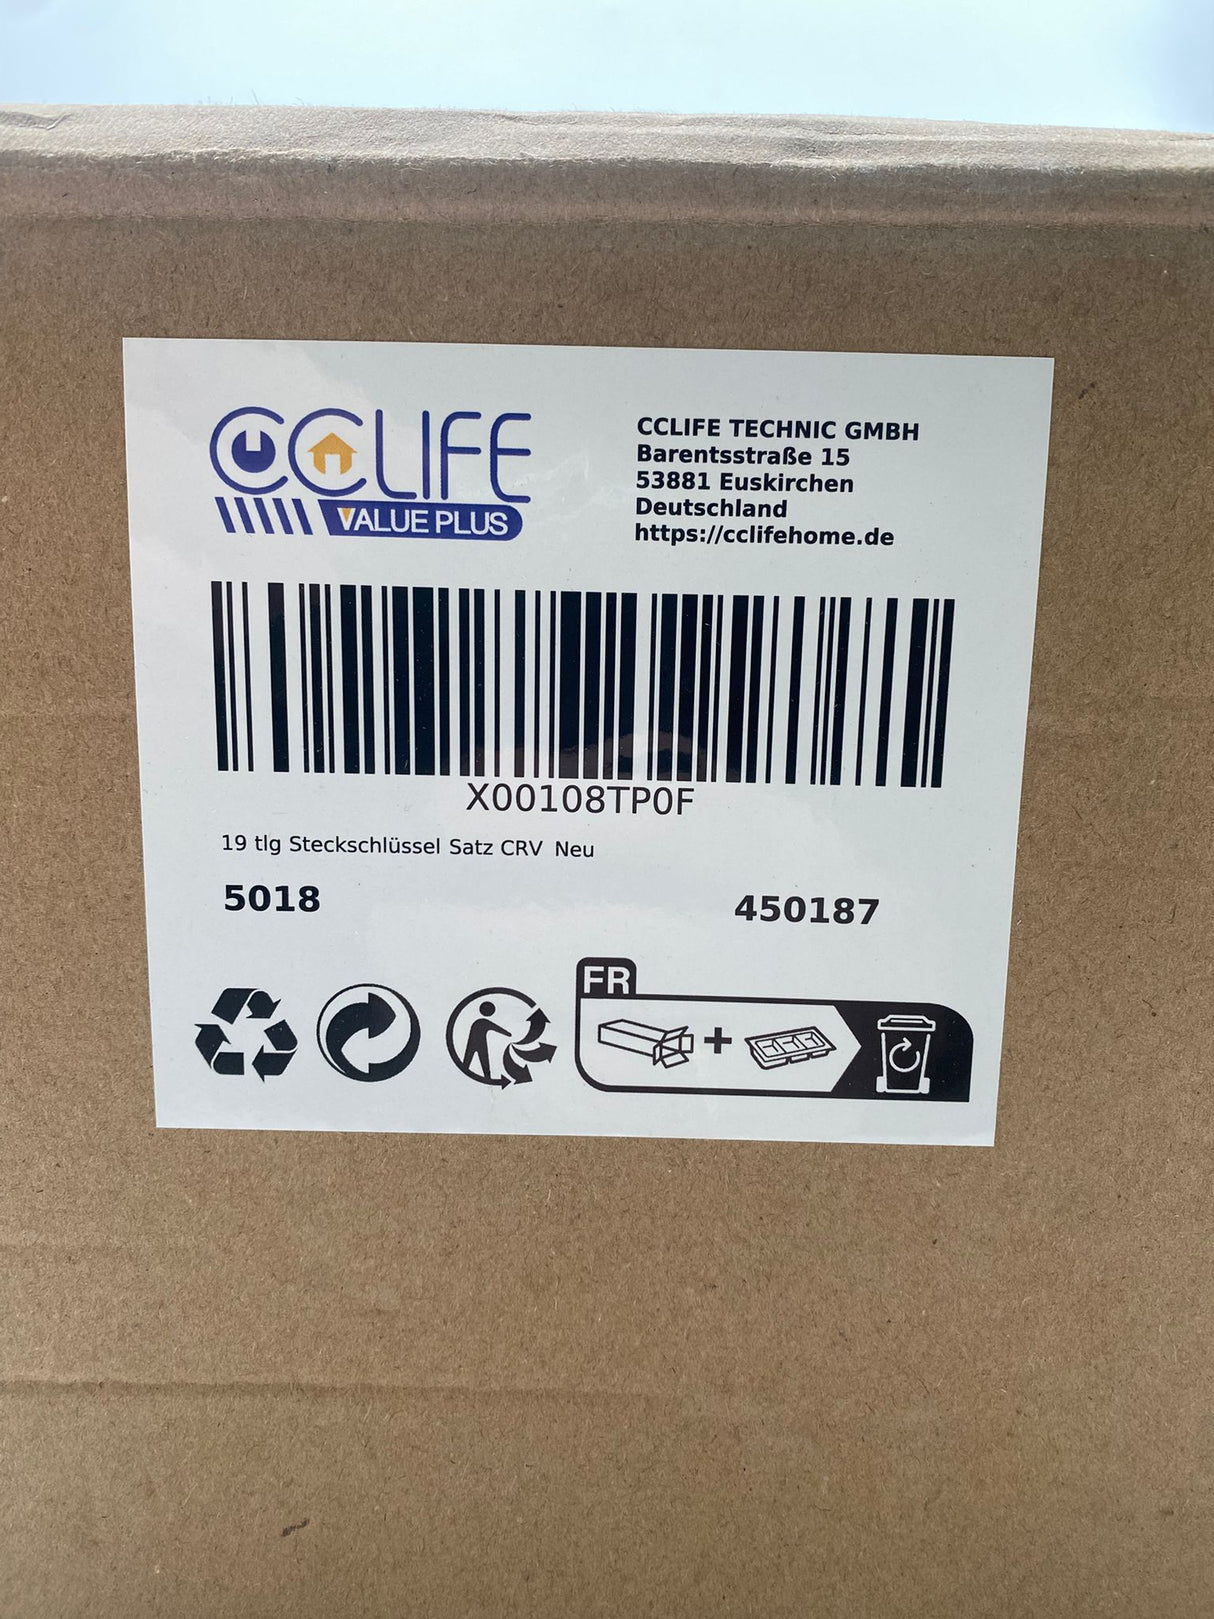 CCLIFE
VALUE PLUS
CCLIFE TECHNIC GMBH
Barentsstraße 15
53881 Euskirchen
Deutschland
https://cclifehome.de
X00108TP0F
19 tlg Steckschlüssel Satz CRV Neu
5018
450187
FR
+